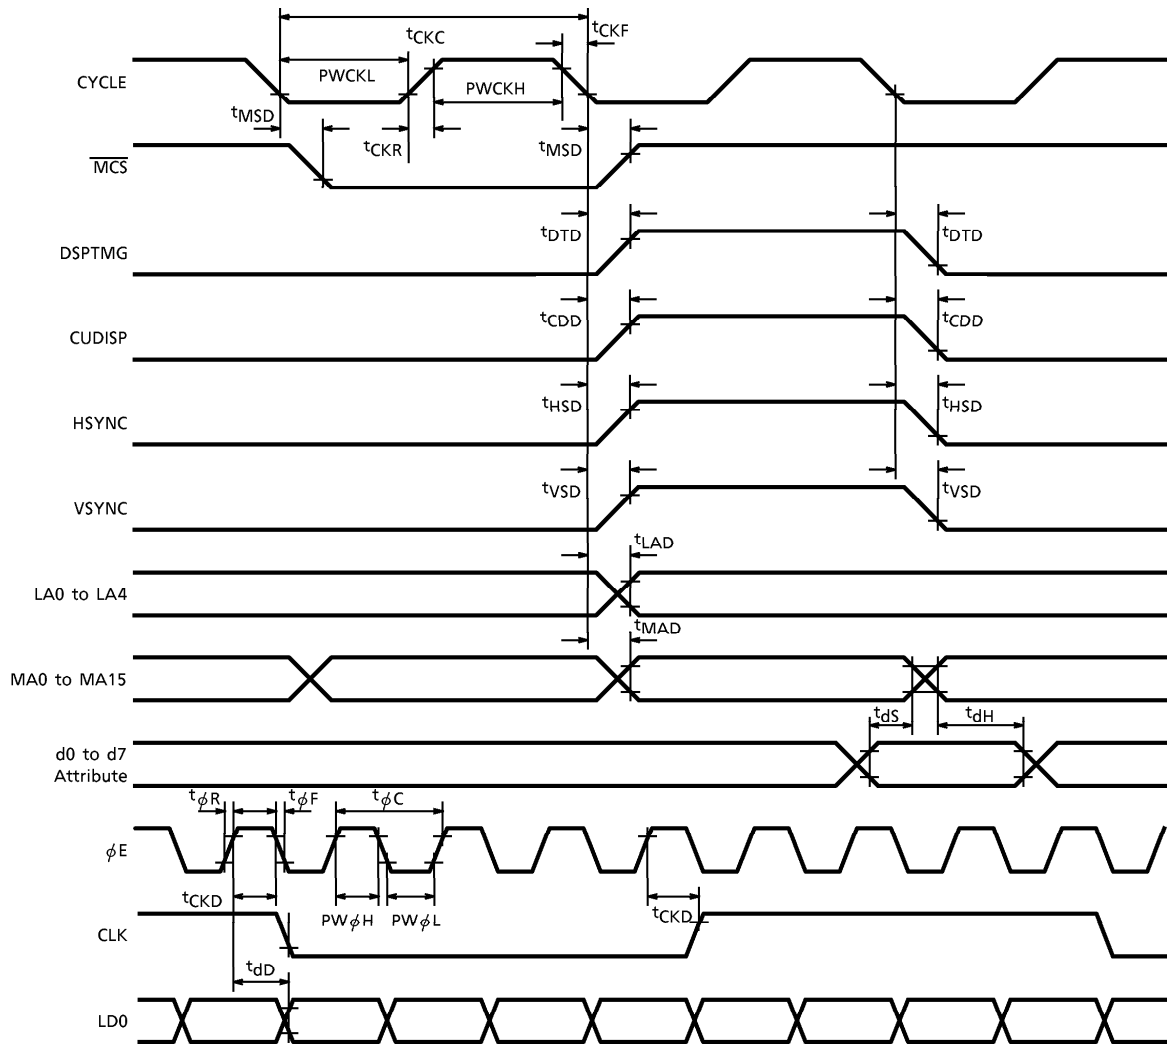 tCKC
tCKF
CYCLE
PWCKL
PWCKH
tMSD
tCKR
tMSD
MCS
tDTD
tDTD
DSPTMG
tCDD
tCDD
CUDISP
tHSD
tHSD
HSYNC
tVSD
tVSD
VSYNC
tLAD
LA0 to LA4
tMAD
MA0 to MA15
tdS
tdH
d0 to d7
Attribute
tϕR
tϕF
tϕC
ϕE
tCKD
PWϕH
PWϕL
tCKD
CLK
tdD
LD0